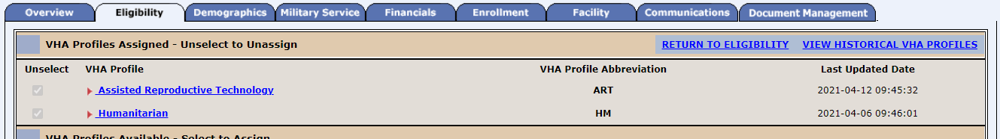 Overview Eligibility Demographics Military Service Financials Enrollment Facility Communications Document Management
VHA Profiles Assigned - Unselect to Unassign RETURN TO ELIGIBILITY VIEW HISTORICAL VHA PROFILES
Unselect VHA Profile VHA Profile Abbreviation Last Updated Date
Assisted Reproductive Technology ART 2021-04-12 09:45:32
Humanitarian HM 2021-04-06 09:46:01
VHA Profiles Available - Select to Assign